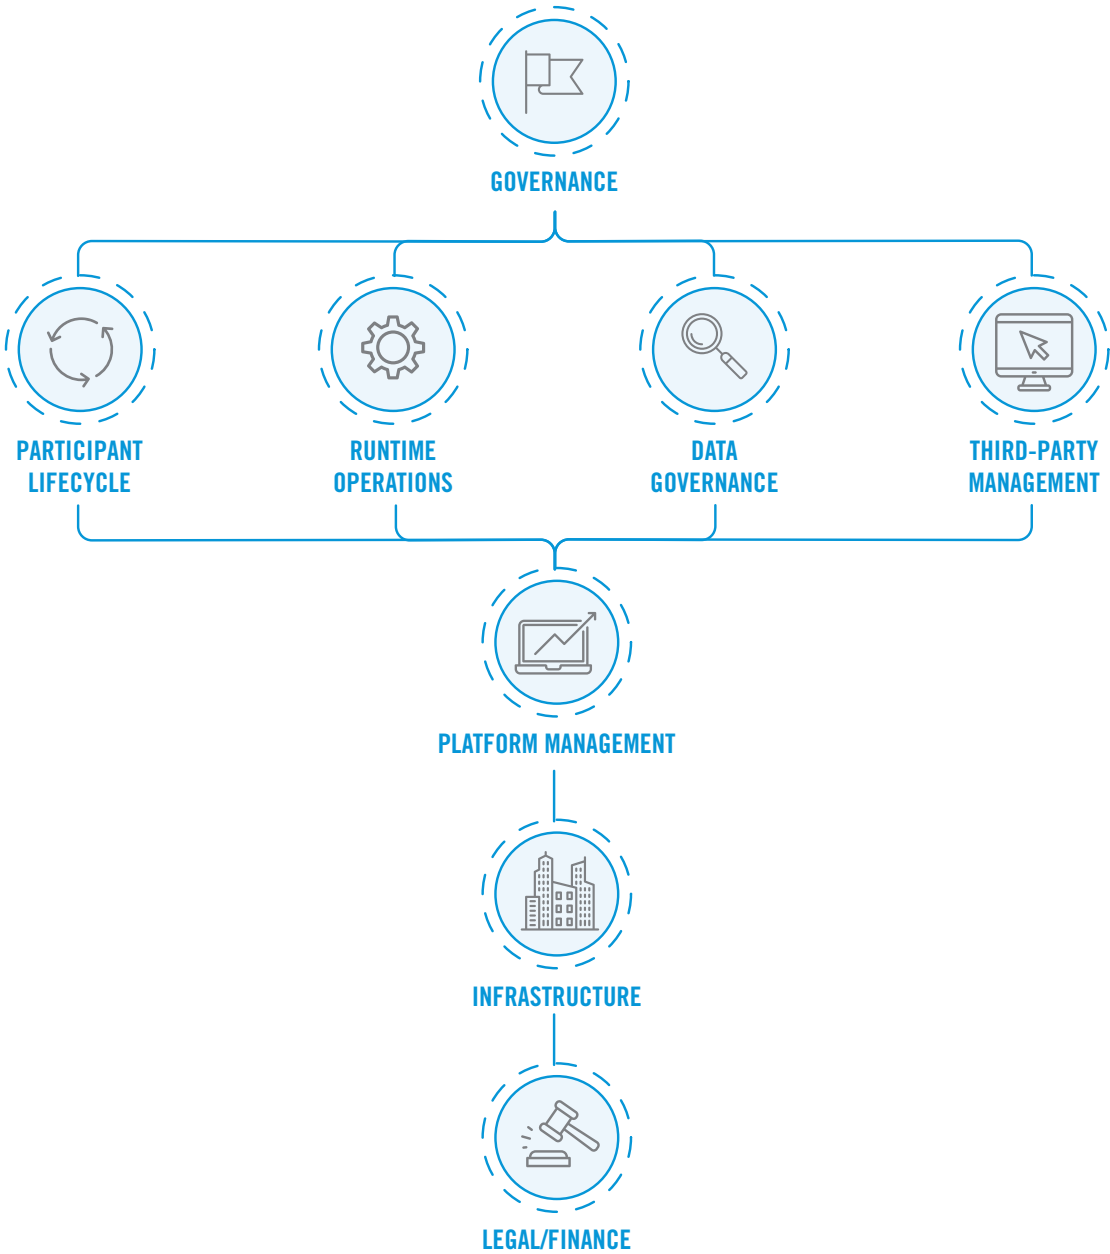 GOVERNANCE
PARTICIPANT
LIFECYCLE
RUNTIME
OPERATIONS
DATA
GOVERNANCE
THIRD-PARTY
MANAGEMENT
PLATFORM MANAGEMENT
INFRASTRUCTURE
LEGAL/FINANCE